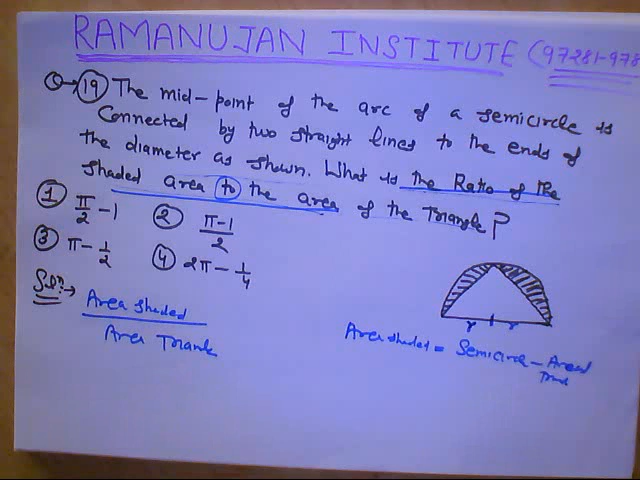 RAMANUJAN INSTITUTE (97281-978
Q→ 19 The mid-point of the arc of a semicircle is
Connected by two straight lines to the ends of
the diameter as shown. What is the Ratio of the
shaded area to the area of the triangle?
1 π/2 - 1 2 π-1/2
3 π - 1/2 4 2π - 1/4
Solⁿ:→ Area shaded
Area Triangle
r r
Area shaded = Semicircle - Area